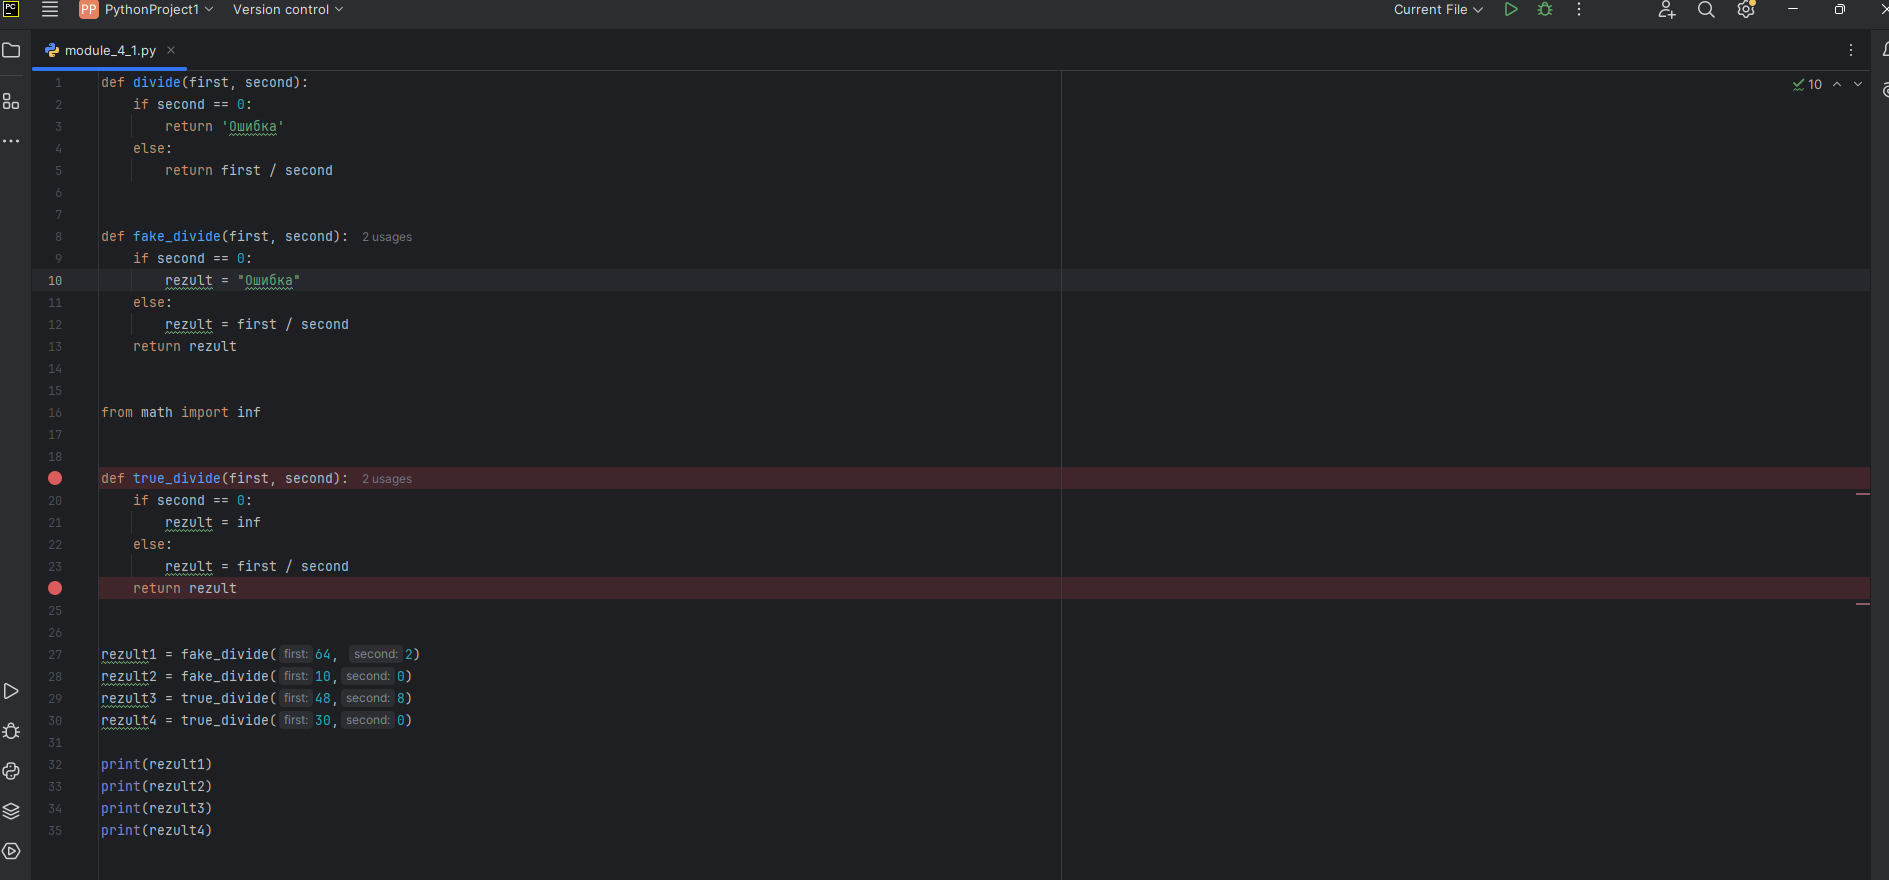 PC
PP PythonProject1 Version control Current File
module_4_1.py
1 def divide(first, second):
2 if second == 0:
3 return 'Ошибка'
4 else:
5 return first / second
6
7
8 def fake_divide(first, second): 2 usages
9 if second == 0:
10 rezult = "Ошибка"
11 else:
12 rezult = first / second
13 return rezult
14
15
16 from math import inf
17
18
def true_divide(first, second): 2 usages
20 if second == 0:
21 rezult = inf
22 else:
23 rezult = first / second
return rezult
25
26
27 rezult1 = fake_divide( first: 64, second: 2)
28 rezult2 = fake_divide( first: 10, second: 0)
29 rezult3 = true_divide( first: 48, second: 8)
30 rezult4 = true_divide( first: 30, second: 0)
31
32 print(rezult1)
33 print(rezult2)
34 print(rezult3)
35 print(rezult4)
10